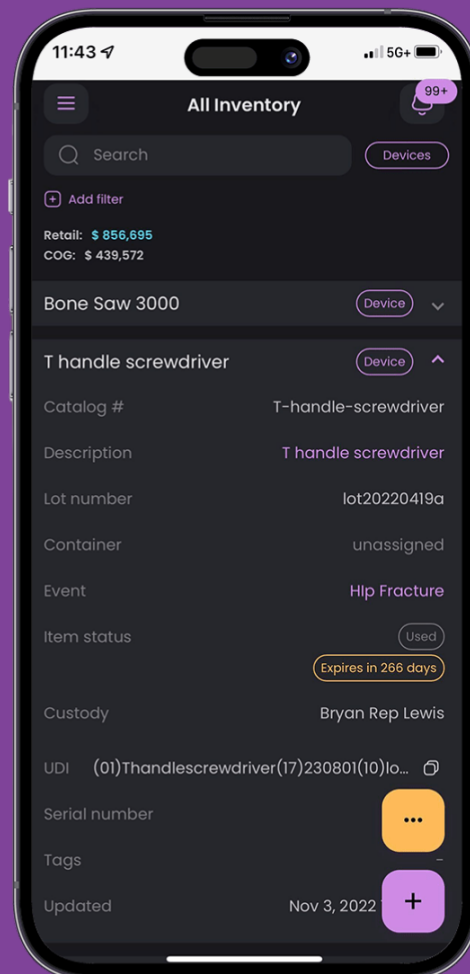 11:43
5G+
All Inventory
99+
Search
Devices
Add filter
Retail: $ 856,695
COG: $ 439,572
Bone Saw 3000 Device
T handle screwdriver Device
Catalog # T-handle-screwdriver
Description T handle screwdriver
Lot number lot20220419a
Container unassigned
Event HIp Fracture
Item status Used
Expires in 266 days
Custody Bryan Rep Lewis
UDI (01)Thandlescrewdriver(17)230801(10)lo...
Serial number
Tags –
Updated Nov 3, 2022